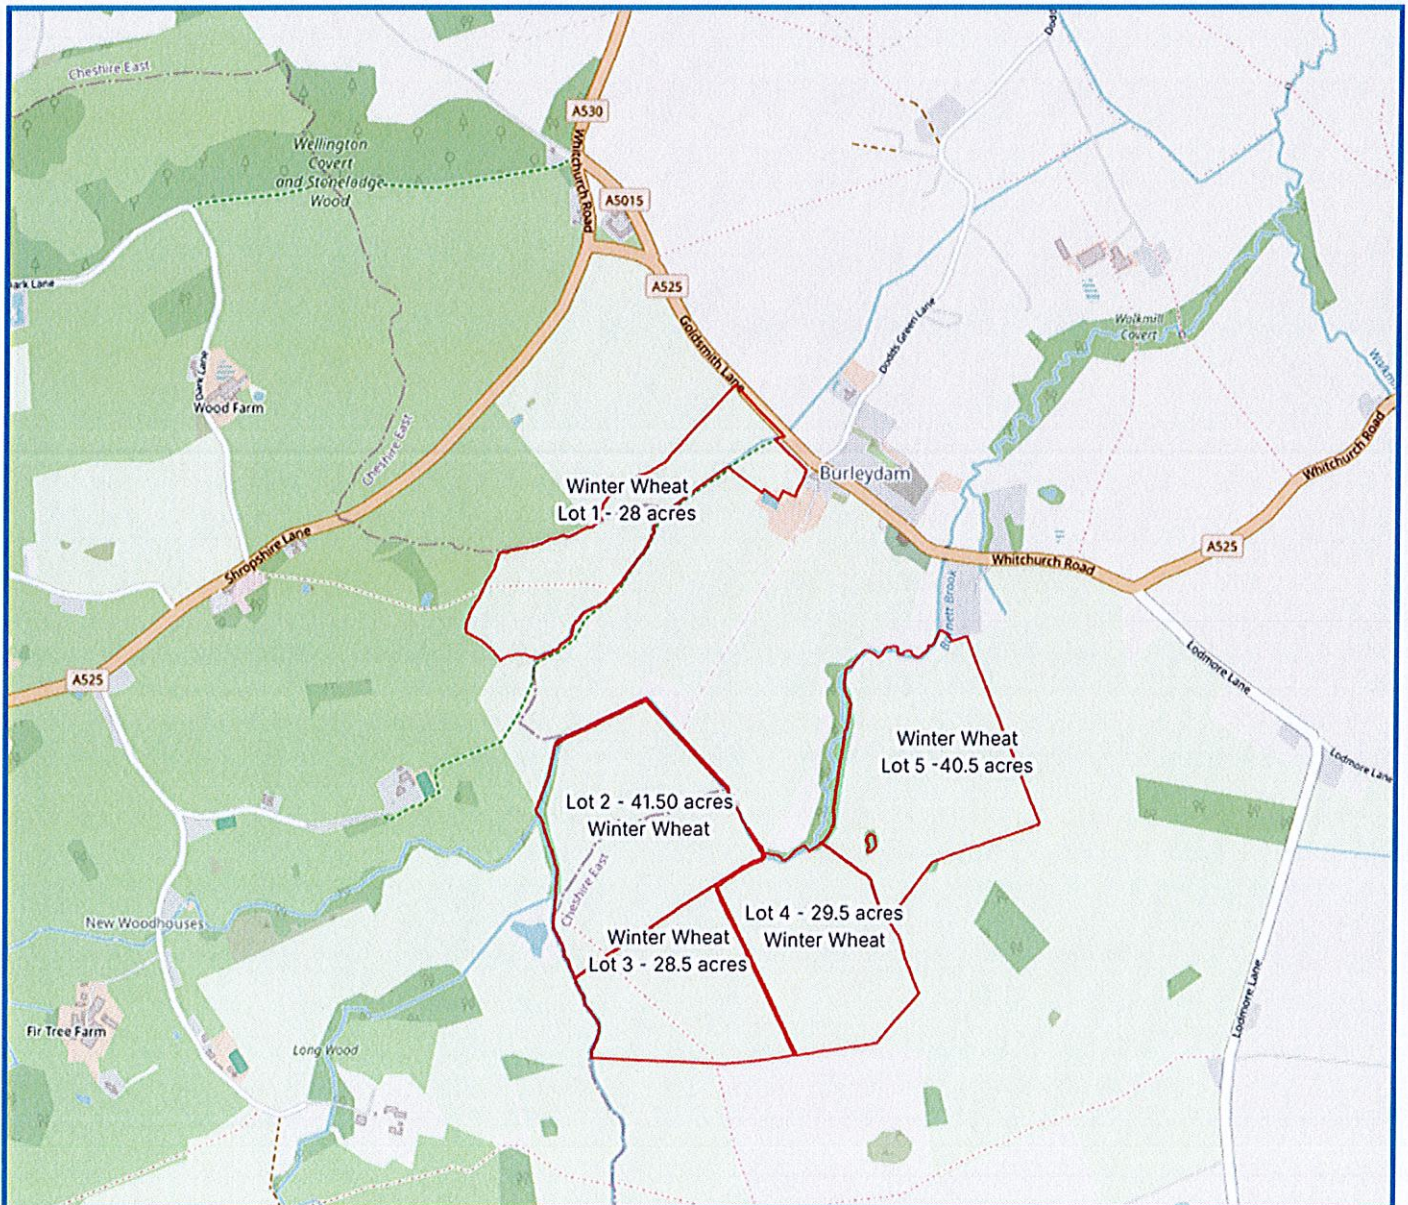 Cheshire East
Dodd
A530
Wellington
Covert
and Stonelodge
Wood
Whitchurch Road
A5015
ark Lane
A525
Goldsmith Lane
Dodds Green Lane
Walkmill
Covert
Walkm
Dark Lane
Wood Farm
Cheshire East
Whitchurch Road
Burleydam
Winter Wheat
Lot 1 - 28 acres
Shropshire Lane
A525
Whitchurch Road
Lodmore Lane
A525
Winter Wheat
Lot 5 -40.5 acres
Lodmore Lane
Lot 2 - 41.50 acres
Winter Wheat
Cheshire East
New Woodhouses
Lot 4 - 29.5 acres
Winter Wheat
Winter Wheat
Lot 3 - 28.5 acres
Fir Tree Farm
Long Wood
Lodmore Lane